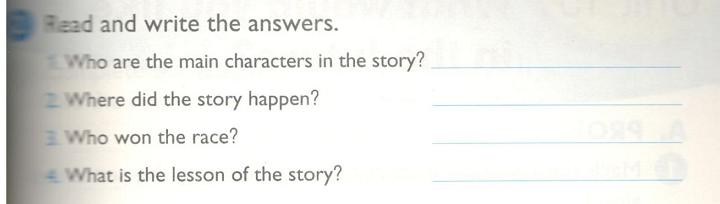 Read and write the answers.
1. Who are the main characters in the story?
2. Where did the story happen?
3. Who won the race?
4. What is the lesson of the story?